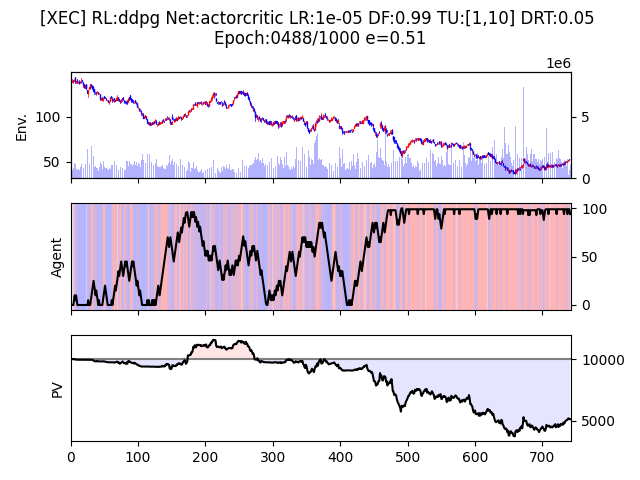 [XEC] RL:ddpg Net:actorcritic LR:1e-05 DF:0.99 TU:[1,10] DRT:0.05
Epoch:0488/1000 e=0.51
1e6
Env.
100
50
5
0
Agent
100
50
0
PV
10000
5000
0 100 200 300 400 500 600 700